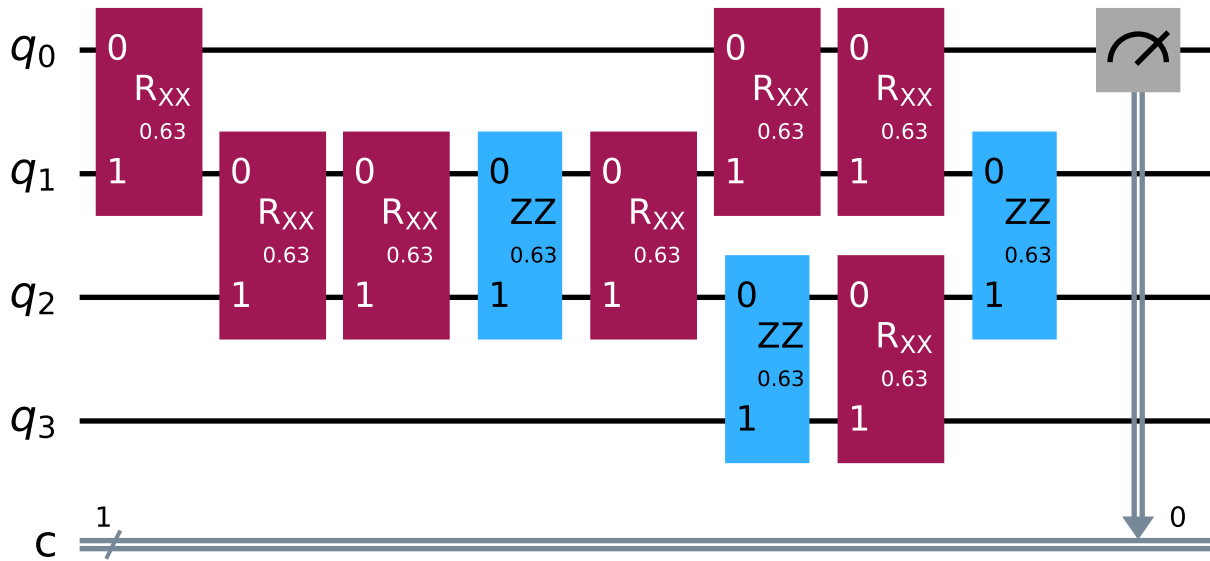 q0 0 0 0
RXX RXX RXX
0.63 0.63 0.63
q1 1 0 0 0 0 1 1 0
RXX RXX ZZ RXX ZZ
0.63 0.63 0.63 0.63 0.63
q2 1 1 1 1 0 0 1
ZZ RXX
0.63 0.63
q3 1 1
1 0
c